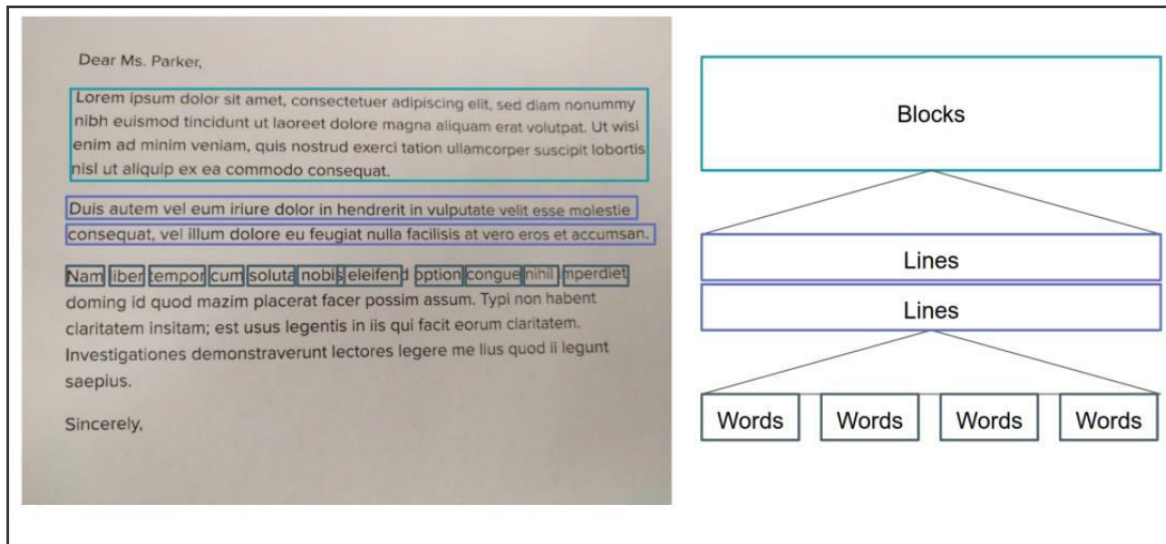 Dear Ms. Parker,
Lorem ipsum dolor sit amet, consectetuer adipiscing elit, sed diam nonummy
nibh euismod tincidunt ut laoreet dolore magna aliquam erat volutpat. Ut wisi
enim ad minim veniam, quis nostrud exerci tation ullamcorper suscipit lobortis
nisl ut aliquip ex ea commodo consequat.
Duis autem vel eum iriure dolor in hendrerit in vulputate velit esse molestie
consequat, vel illum dolore eu feugiat nulla facilisis at vero eros et accumsan.
Nam liber tempor cum soluta nobis eleifend option congue nihil imperdiet
doming id quod mazim placerat facer possim assum. Typi non habent
claritatem insitam; est usus legentis in iis qui facit eorum claritatem.
Investigationes demonstraverunt lectores legere me lius quod ii legunt
saepius.
Sincerely,
Blocks
Lines
Lines
Words Words Words Words